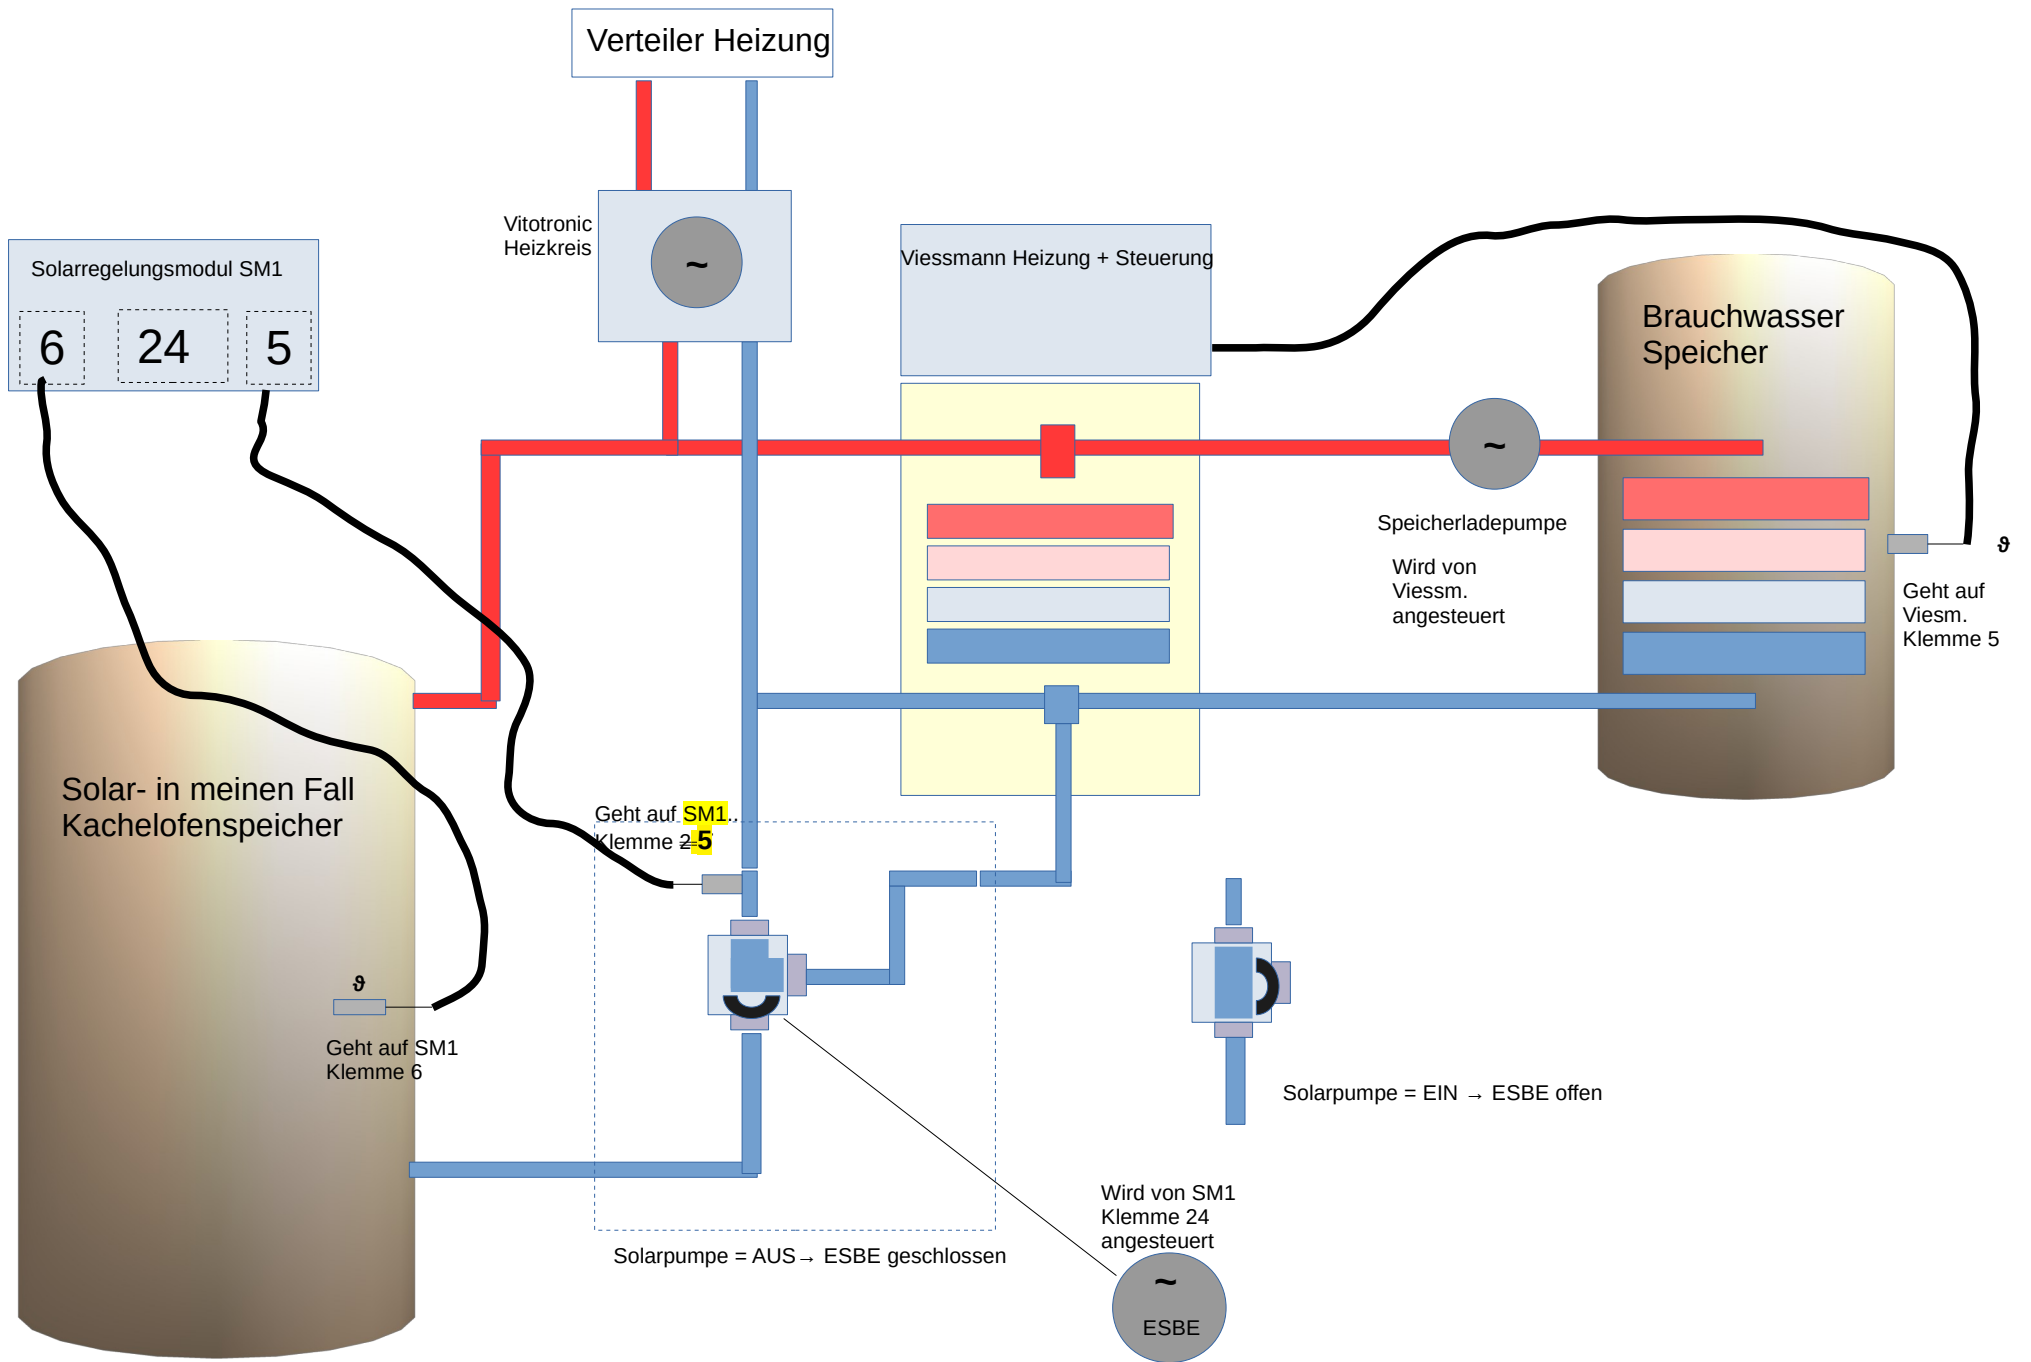 Verteiler Heizung
Vitotronic
Heizkreis
~
Solarregelungsmodul SM1
6
24
5
Viessmann Heizung + Steuerung
Brauchwasser
Speicher
~
Speicherladepumpe
Wird von
Viessm.
angesteuert
ϑ
Geht auf
Viesm.
Klemme 5
Solar- in meinen Fall
Kachelofenspeicher
Geht auf SM1..
Klemme 2 5
ϑ
Geht auf SM1
Klemme 6
Solarpumpe = EIN → ESBE offen
Solarpumpe = AUS→ ESBE geschlossen
Wird von SM1
Klemme 24
angesteuert
~
ESBE